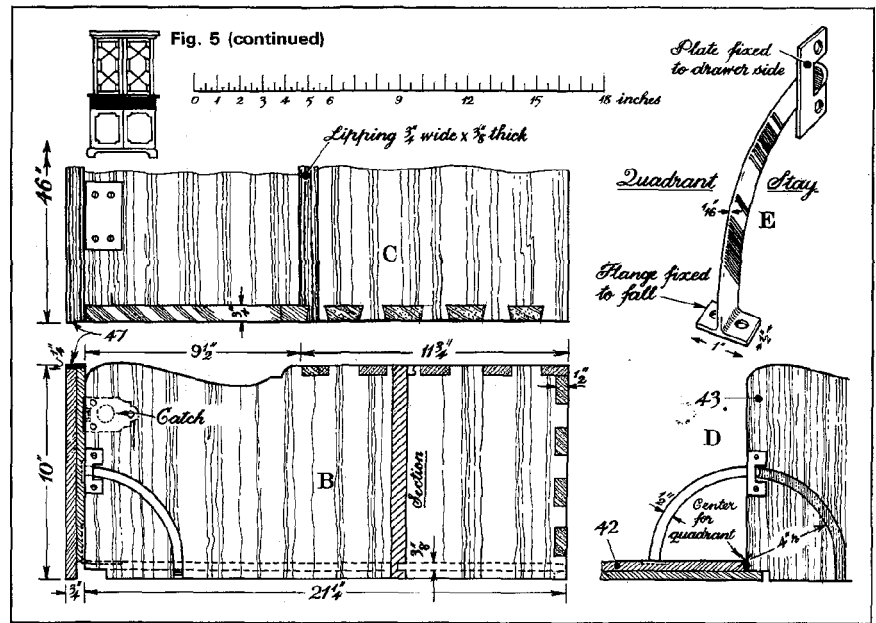 Fig. 5 (continued)
0 1 2 3 4 5 6 9 12 15 18 inches
Plate fixed
to drawer side
Lipping 3/4" wide x 3/8" thick
46"
C
3/4"
Quadrant Stay
1/16"
E
Flange fixed
to fall
1"
1/2"
47
1/4"
9 1/2"
11 3/4"
1/2"
Catch
10"
B
Section
3/8"
3/4"
21 1/4"
43
D
1/2"
Center
for
quadrant
42